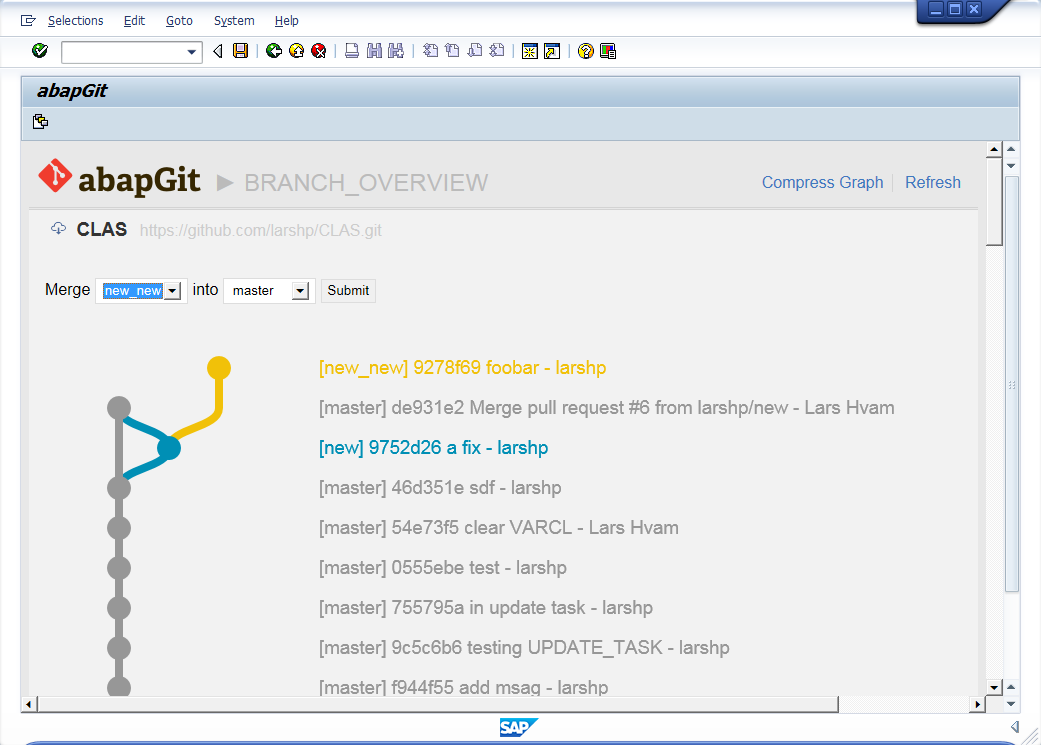 Selections Edit Goto System Help
abapGit
abapGit ▶ BRANCH_OVERVIEW Compress Graph Refresh
CLAS https://github.com/larshp/CLAS.git
Merge new_new into master Submit
[new_new] 9278f69 foobar - larshp
[master] de931e2 Merge pull request #6 from larshp/new - Lars Hvam
[new] 9752d26 a fix - larshp
[master] 46d351e sdf - larshp
[master] 54e73f5 clear VARCL - Lars Hvam
[master] 0555ebe test - larshp
[master] 755795a in update task - larshp
[master] 9c5c6b6 testing UPDATE_TASK - larshp
[master] f944f55 add msag - larshp
SAP